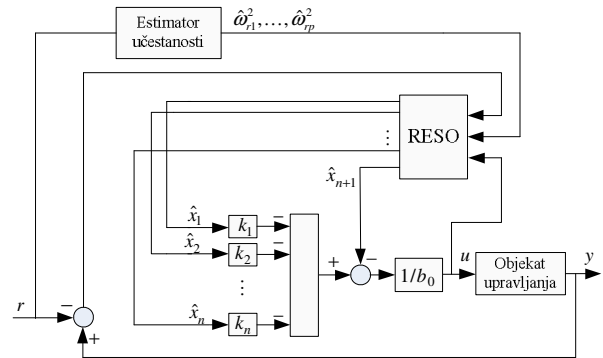 Estimator
učestanosti
ω̂²r1,…,ω̂²rp
RESO
⋮
x̂n+1
x̂1
k1
−
x̂2
k2
−
⋮
x̂n
kn
−
+
−
1/b0
u
Objekat
upravljanja
y
r
−
+